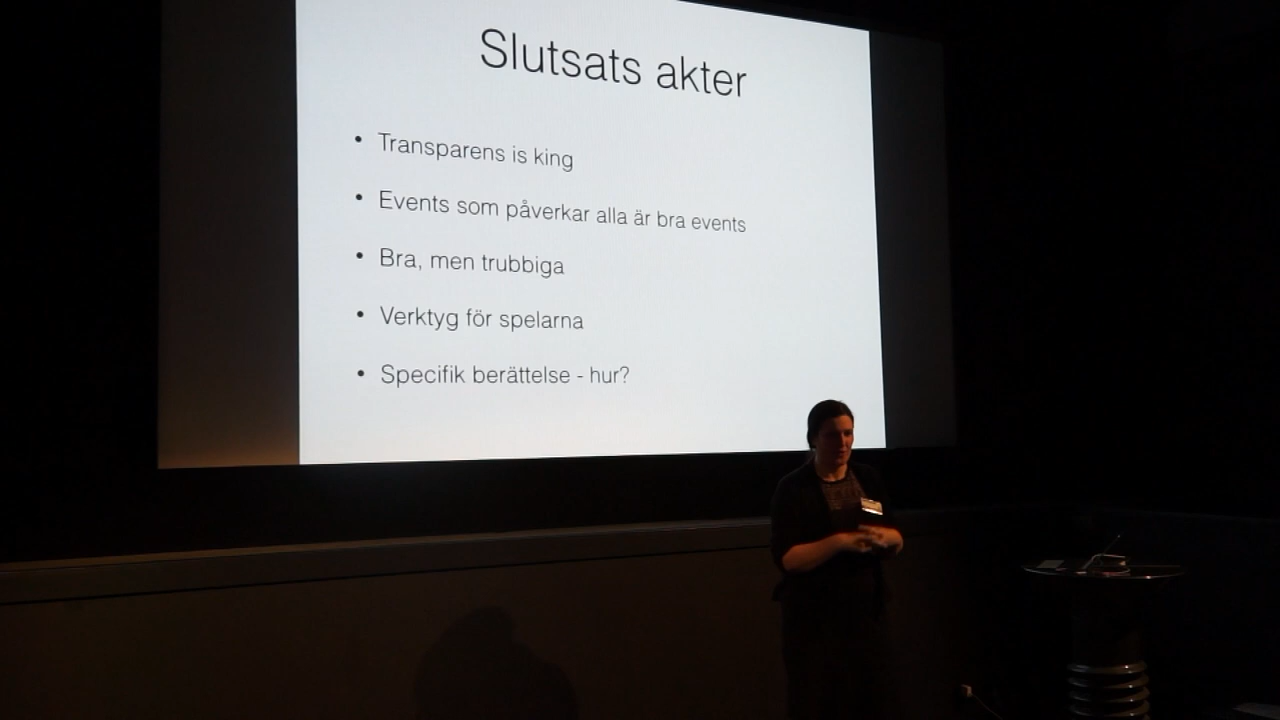 Slutsats akter
• Transparens is king
• Events som påverkar alla är bra events
• Bra, men trubbiga
• Verktyg för spelarna
• Specifik berättelse - hur?